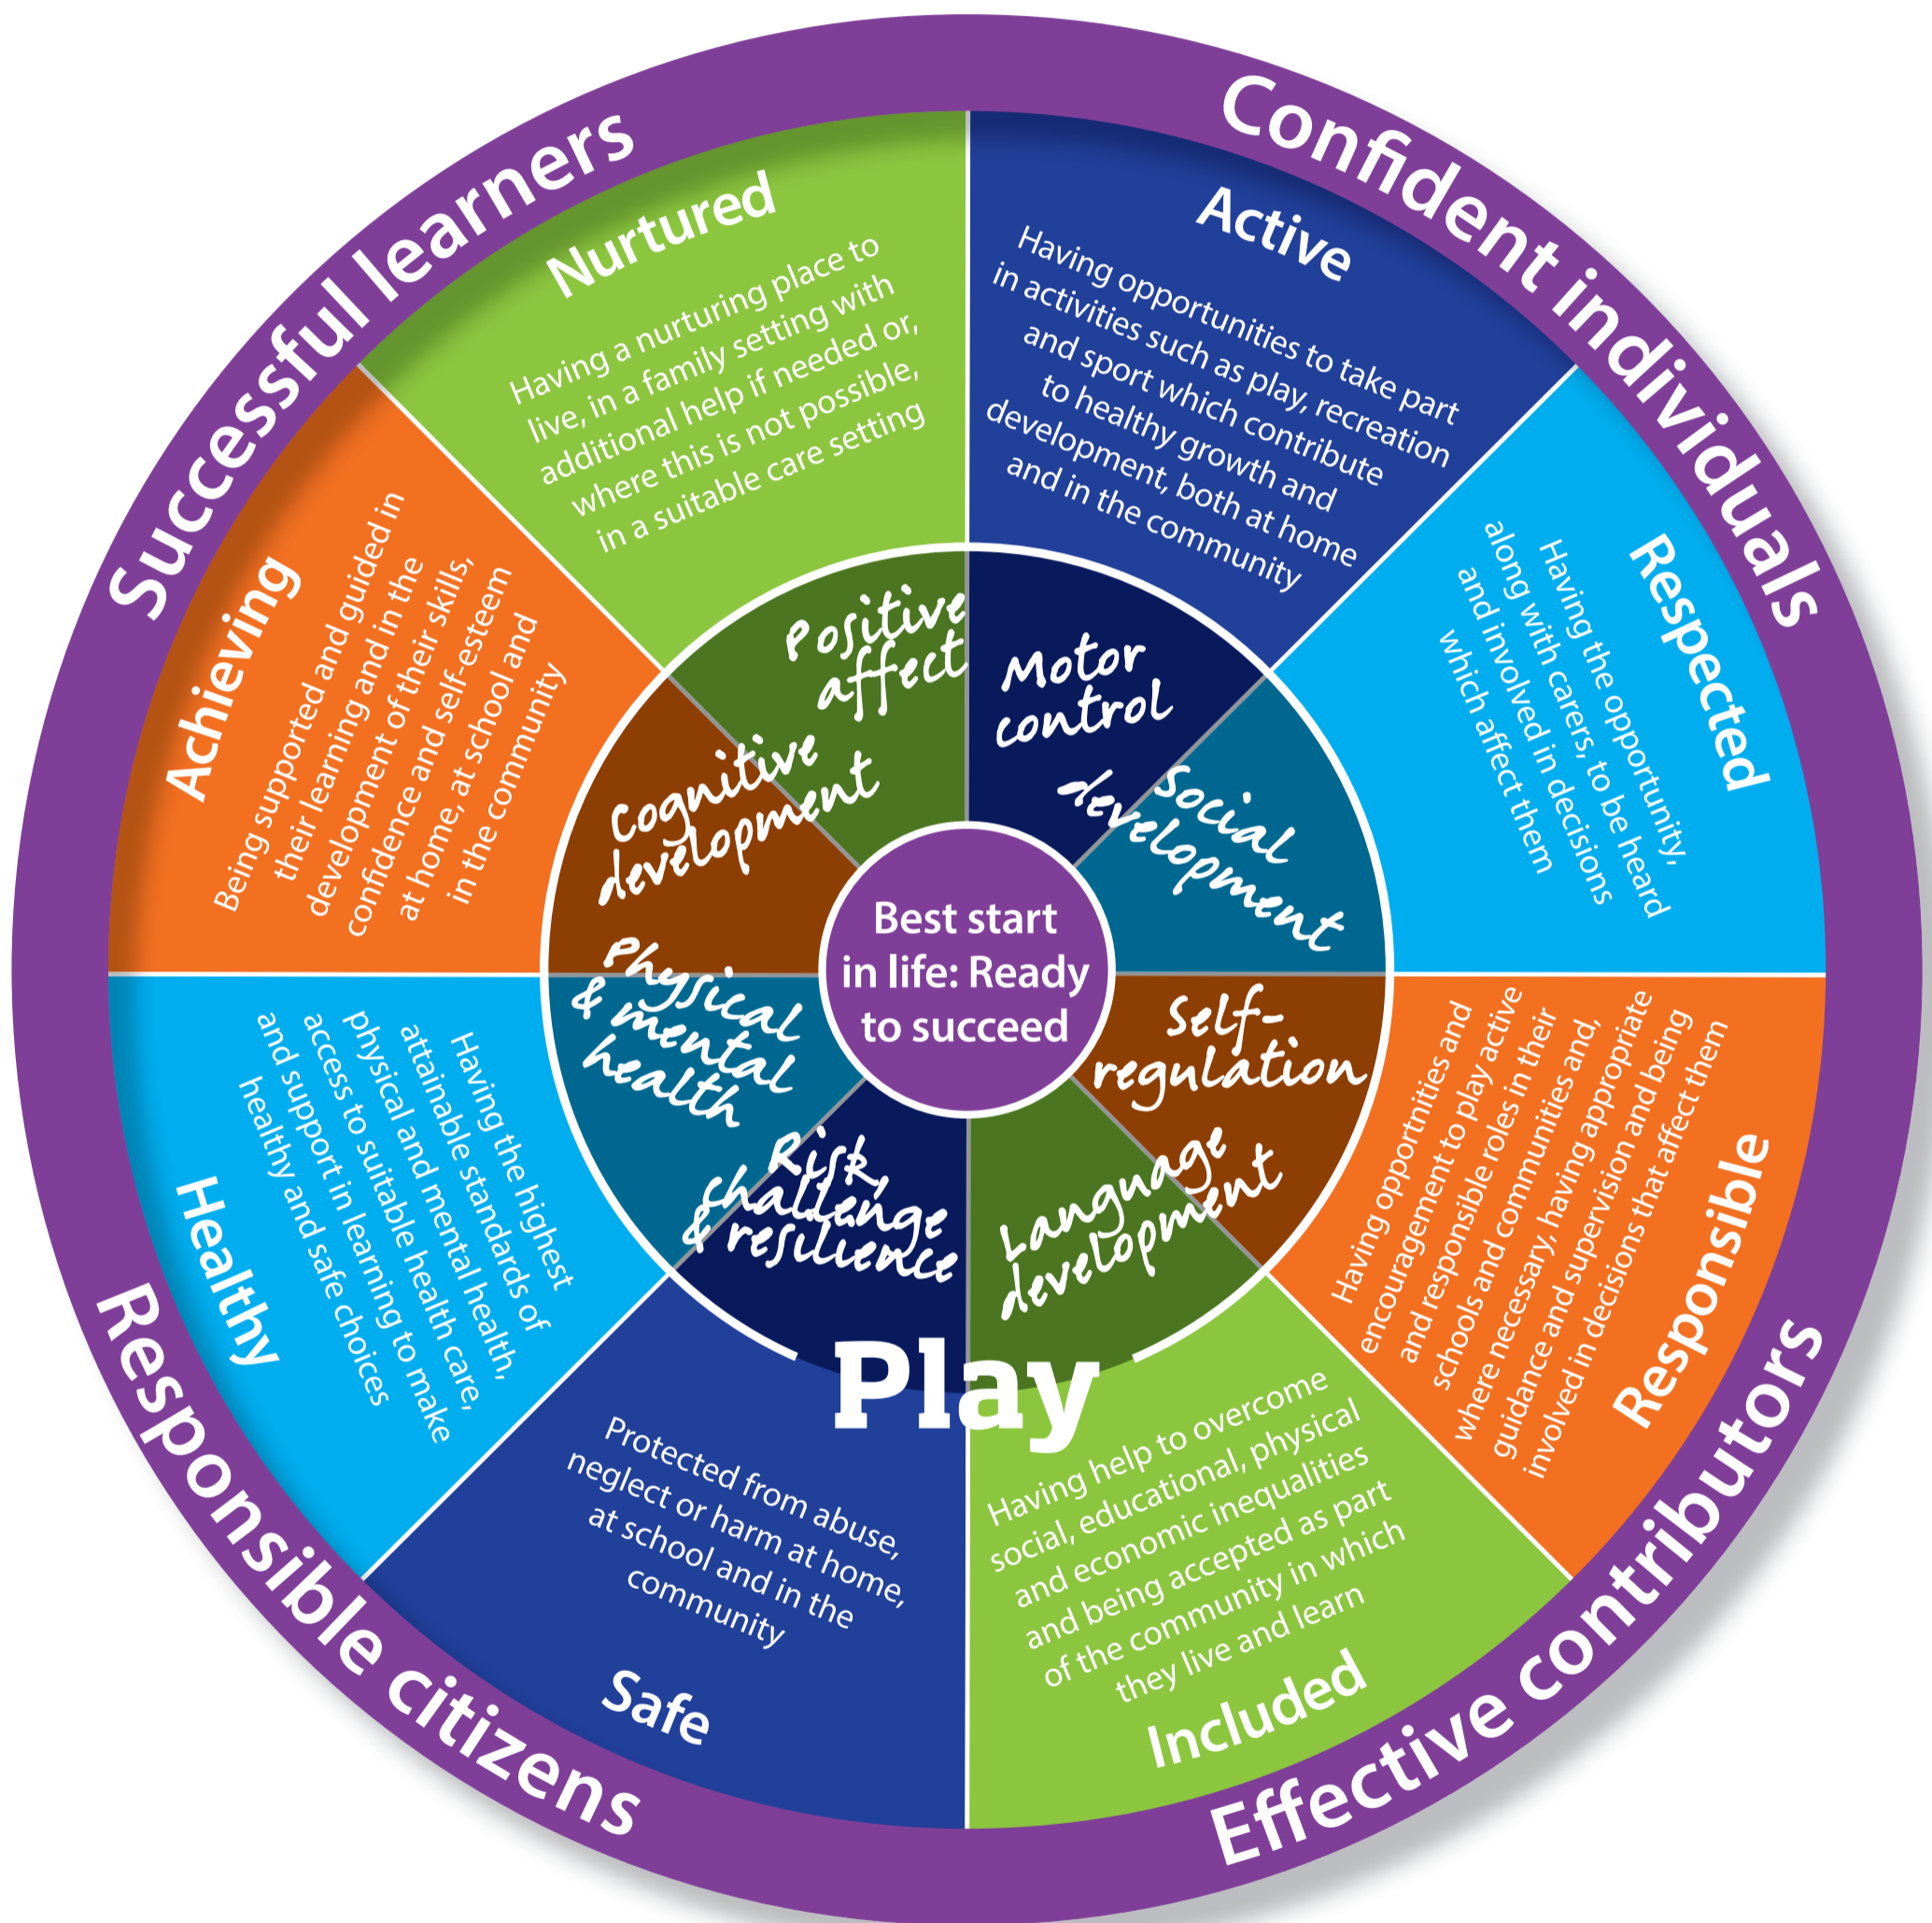 Successful learners
Confident individuals
Effective contributors
Responsible citizens
Nurtured
Having a nurturing place to
live, in a family setting with
additional help if needed or,
where this is not possible,
in a suitable care setting
Active
Having opportunities to take part
in activities such as play, recreation
and sport which contribute
to healthy growth and
development, both at home
and in the community
Respected
Having the opportunity,
along with carers, to be heard
and involved in decisions
which affect them
Having opportunities and
encouragement to play active
and responsible roles in their
schools and communities and,
where necessary, having appropriate
guidance and supervision and being
involved in decisions that affect them
Responsible
Having help to overcome
social, educational, physical
and economic inequalities
and being accepted as part
of the community in which
they live and learn
Included
Protected from abuse,
neglect or harm at home,
at school and in the
community
Safe
Having the highest
attainable standards of
physical and mental health,
access to suitable health care,
and support in learning to make
healthy and safe choices
Healthy
Achieving
Being supported and guided in
their learning and in the
development of their skills,
confidence and self-esteem
at home, at school and
in the community
Positive
affect
Motor
control
Social
development
Self-
regulation
Language
development
Risk,
challenge
& resilience
Physical
& mental
health
Cognitive
development
Best start
in life: Ready
to succeed
Play